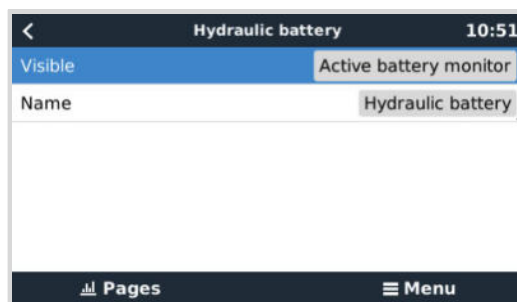 Hydraulic battery 10:51
Visible Active battery monitor
Name Hydraulic battery
Pages Menu